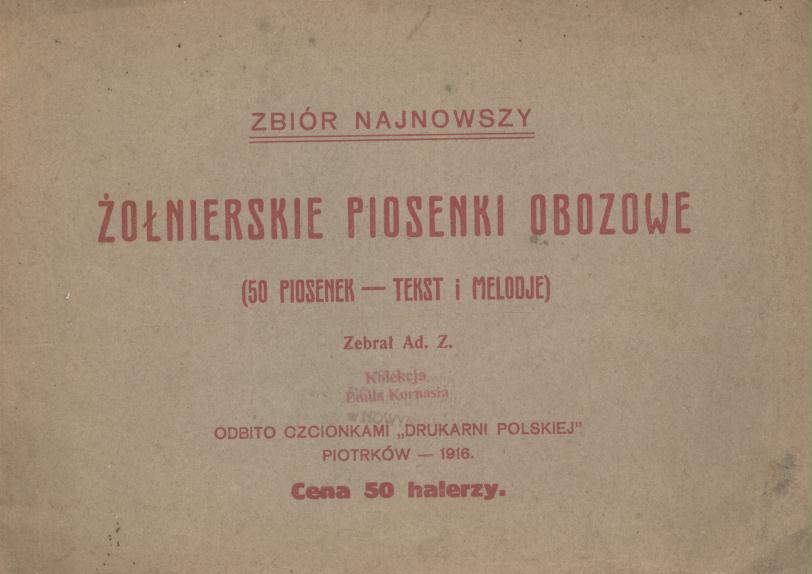 ZBIÓR NAJNOWSZY
ŻOŁNIERSKIE PIOSENKI OBOZOWE
(50 PIOSENEK — TEKST i MELODJE)
Zebrał Ad. Z.
Kolekcja
Emila Kornasia
ODBITO CZCIONKAMI „DRUKARNI POLSKIEJ”
PIOTRKÓW — 1916.
Cena 50 halerzy.